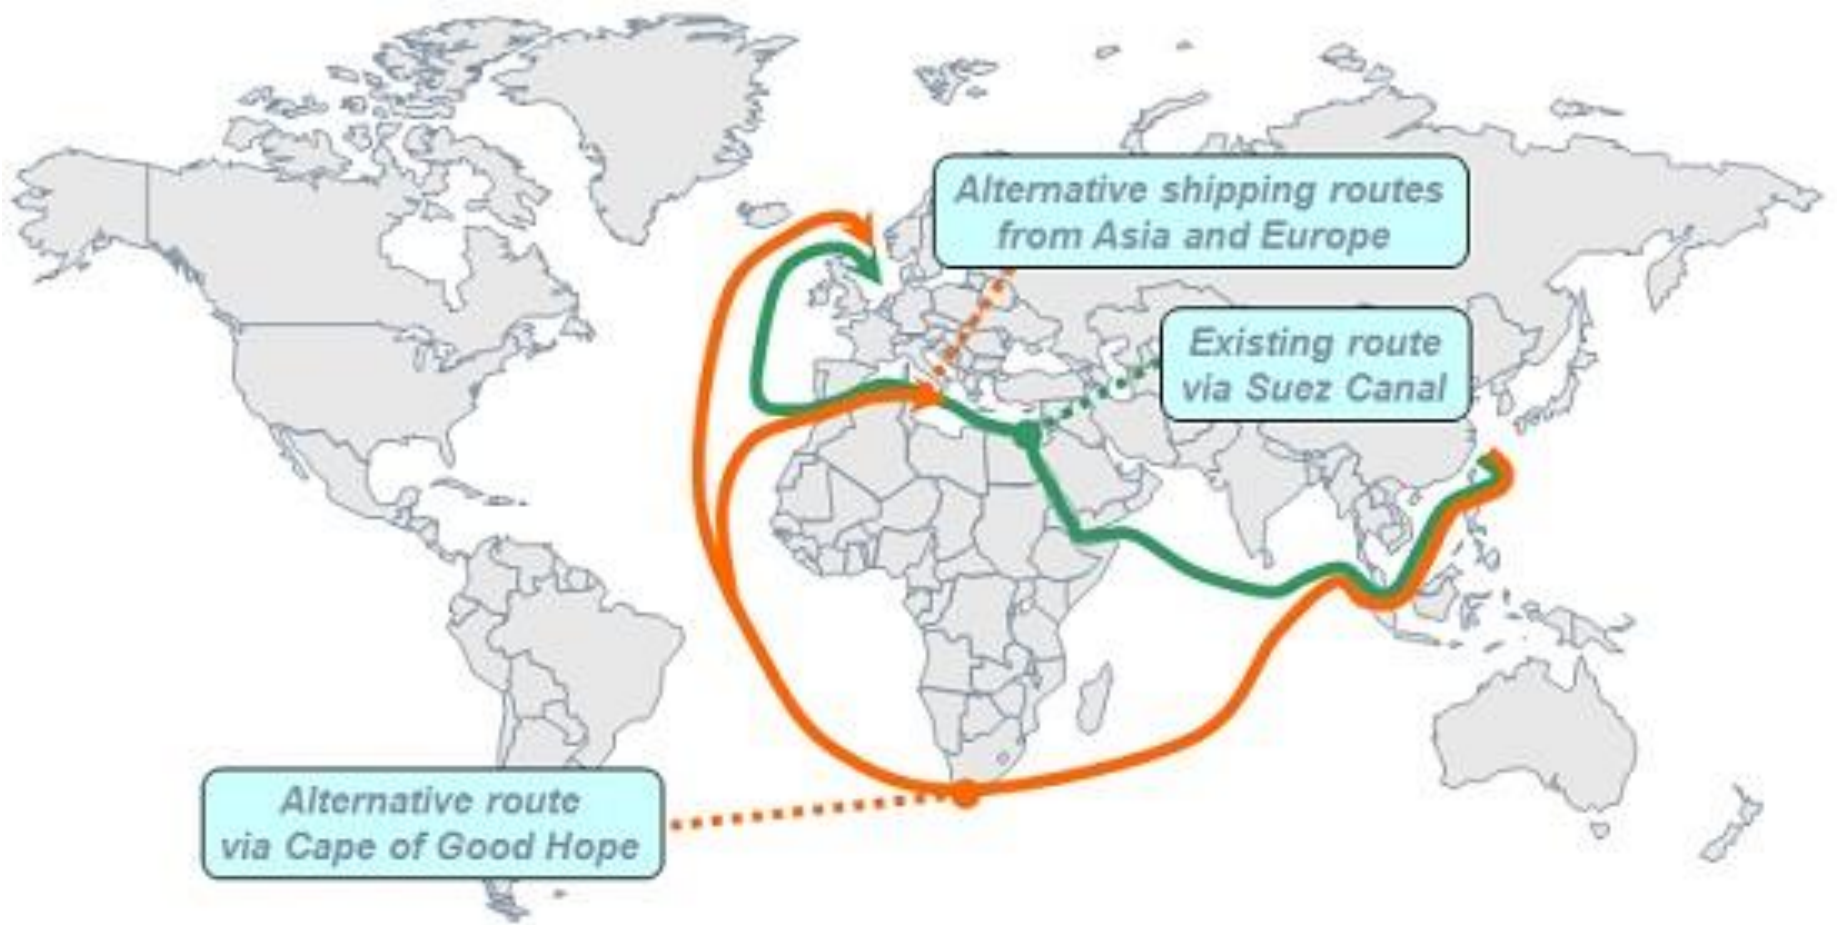 Alternative shipping routes
from Asia and Europe
Existing route
via Suez Canal
Alternative route
via Cape of Good Hope